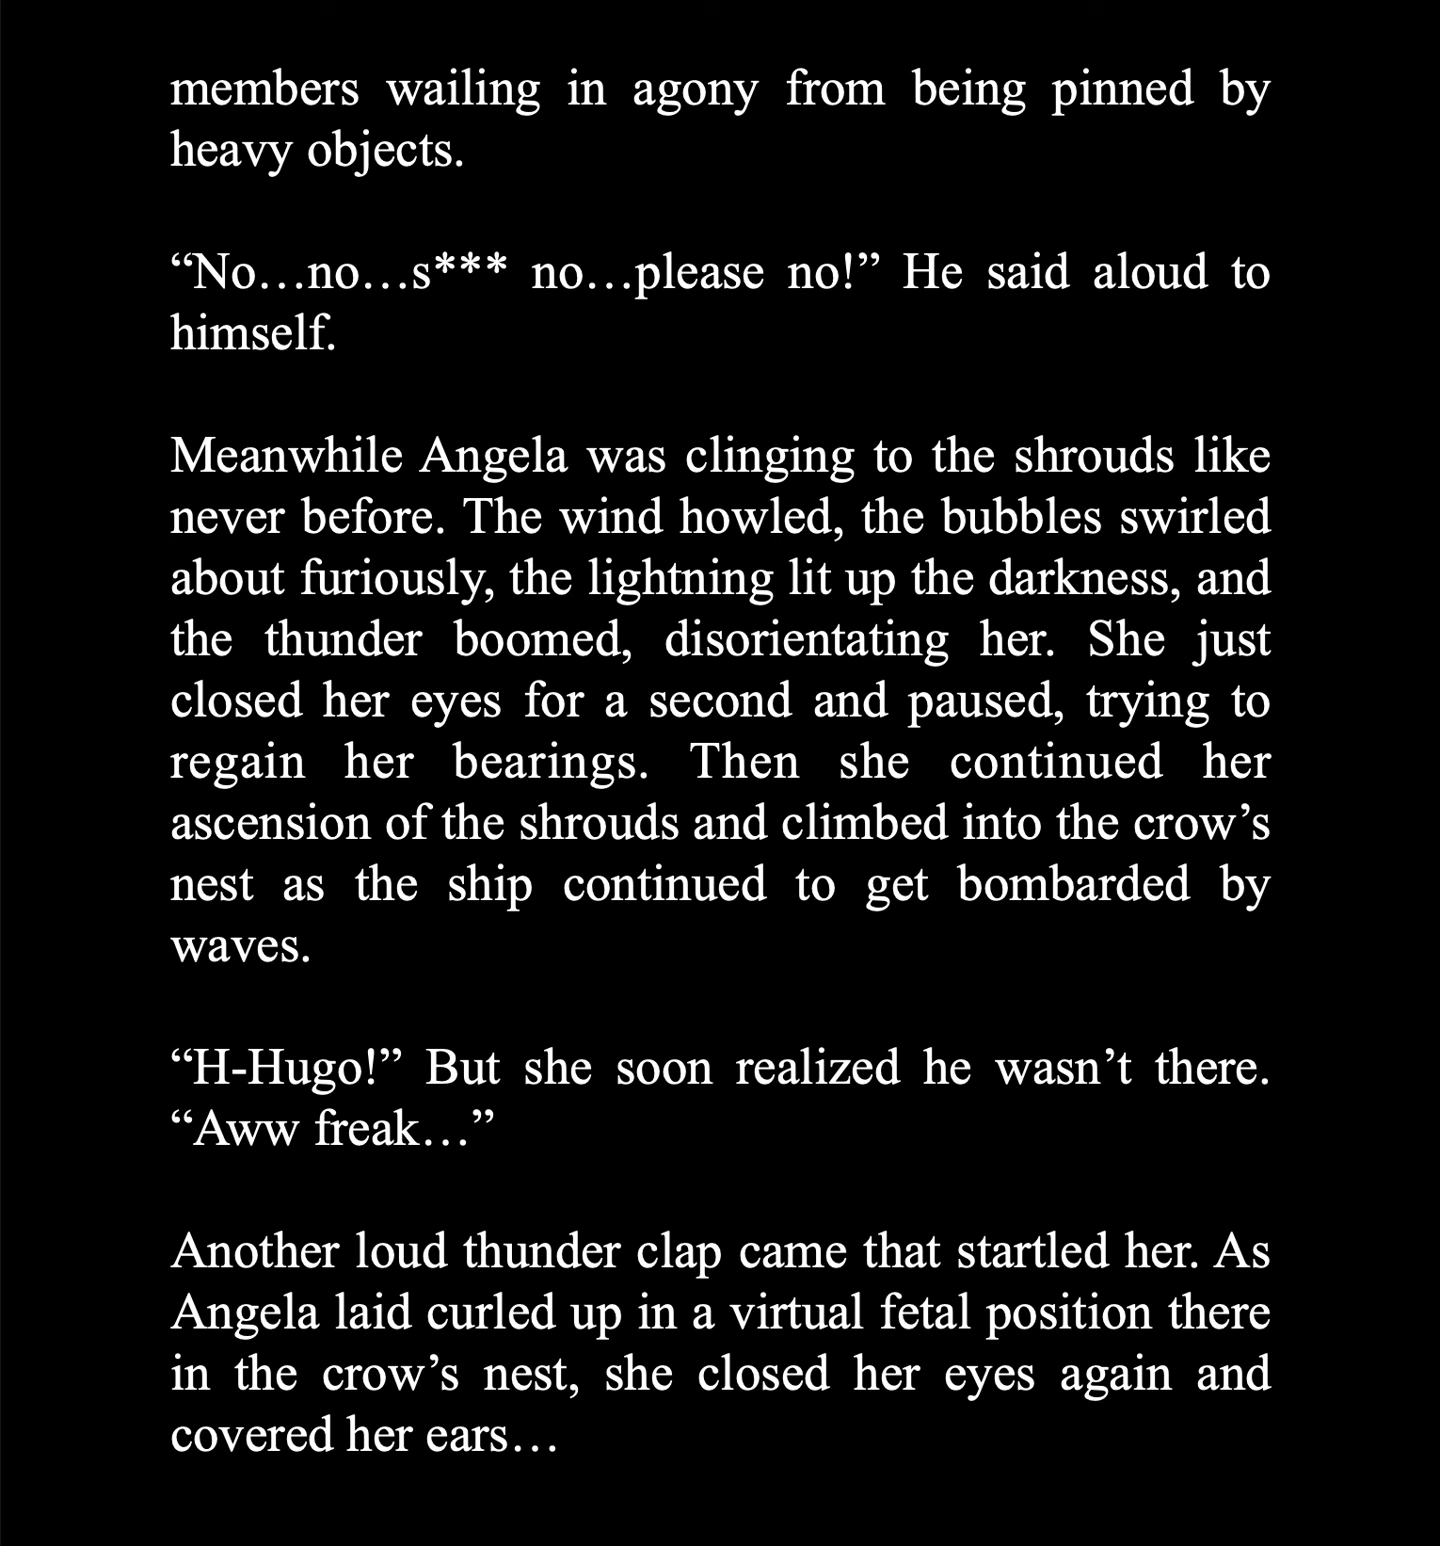 members wailing in agony from being pinned by
heavy objects.
“No…no…s*** no…please no!” He said aloud to
himself.
Meanwhile Angela was clinging to the shrouds like
never before. The wind howled, the bubbles swirled
about furiously, the lightning lit up the darkness, and
the thunder boomed, disorientating her. She just
closed her eyes for a second and paused, trying to
regain her bearings. Then she continued her
ascension of the shrouds and climbed into the crow’s
nest as the ship continued to get bombarded by
waves.
“H-Hugo!” But she soon realized he wasn’t there.
“Aww freak…”
Another loud thunder clap came that startled her. As
Angela laid curled up in a virtual fetal position there
in the crow’s nest, she closed her eyes again and
covered her ears…